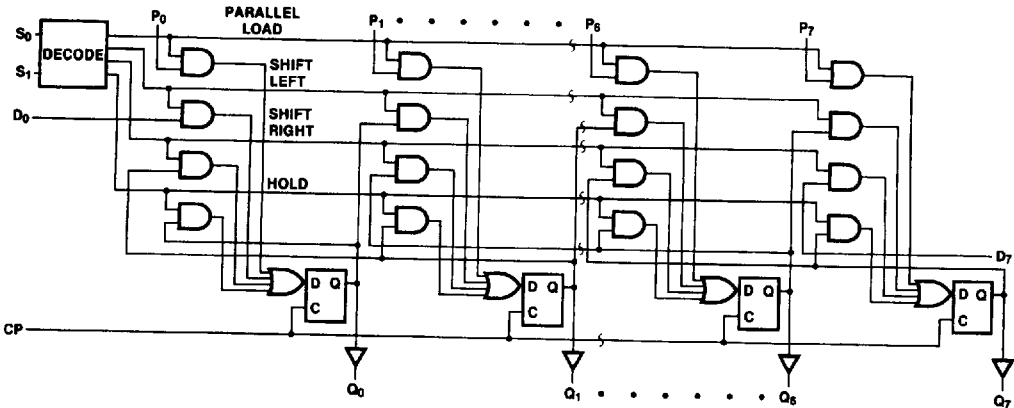 P0 PARALLEL LOAD P1 P6 P7
S0
DECODE
S1
SHIFT LEFT
D0
SHIFT RIGHT
HOLD
D7
D Q D Q D Q D Q
C C C C
CP
Q0 Q1 Q6 Q7